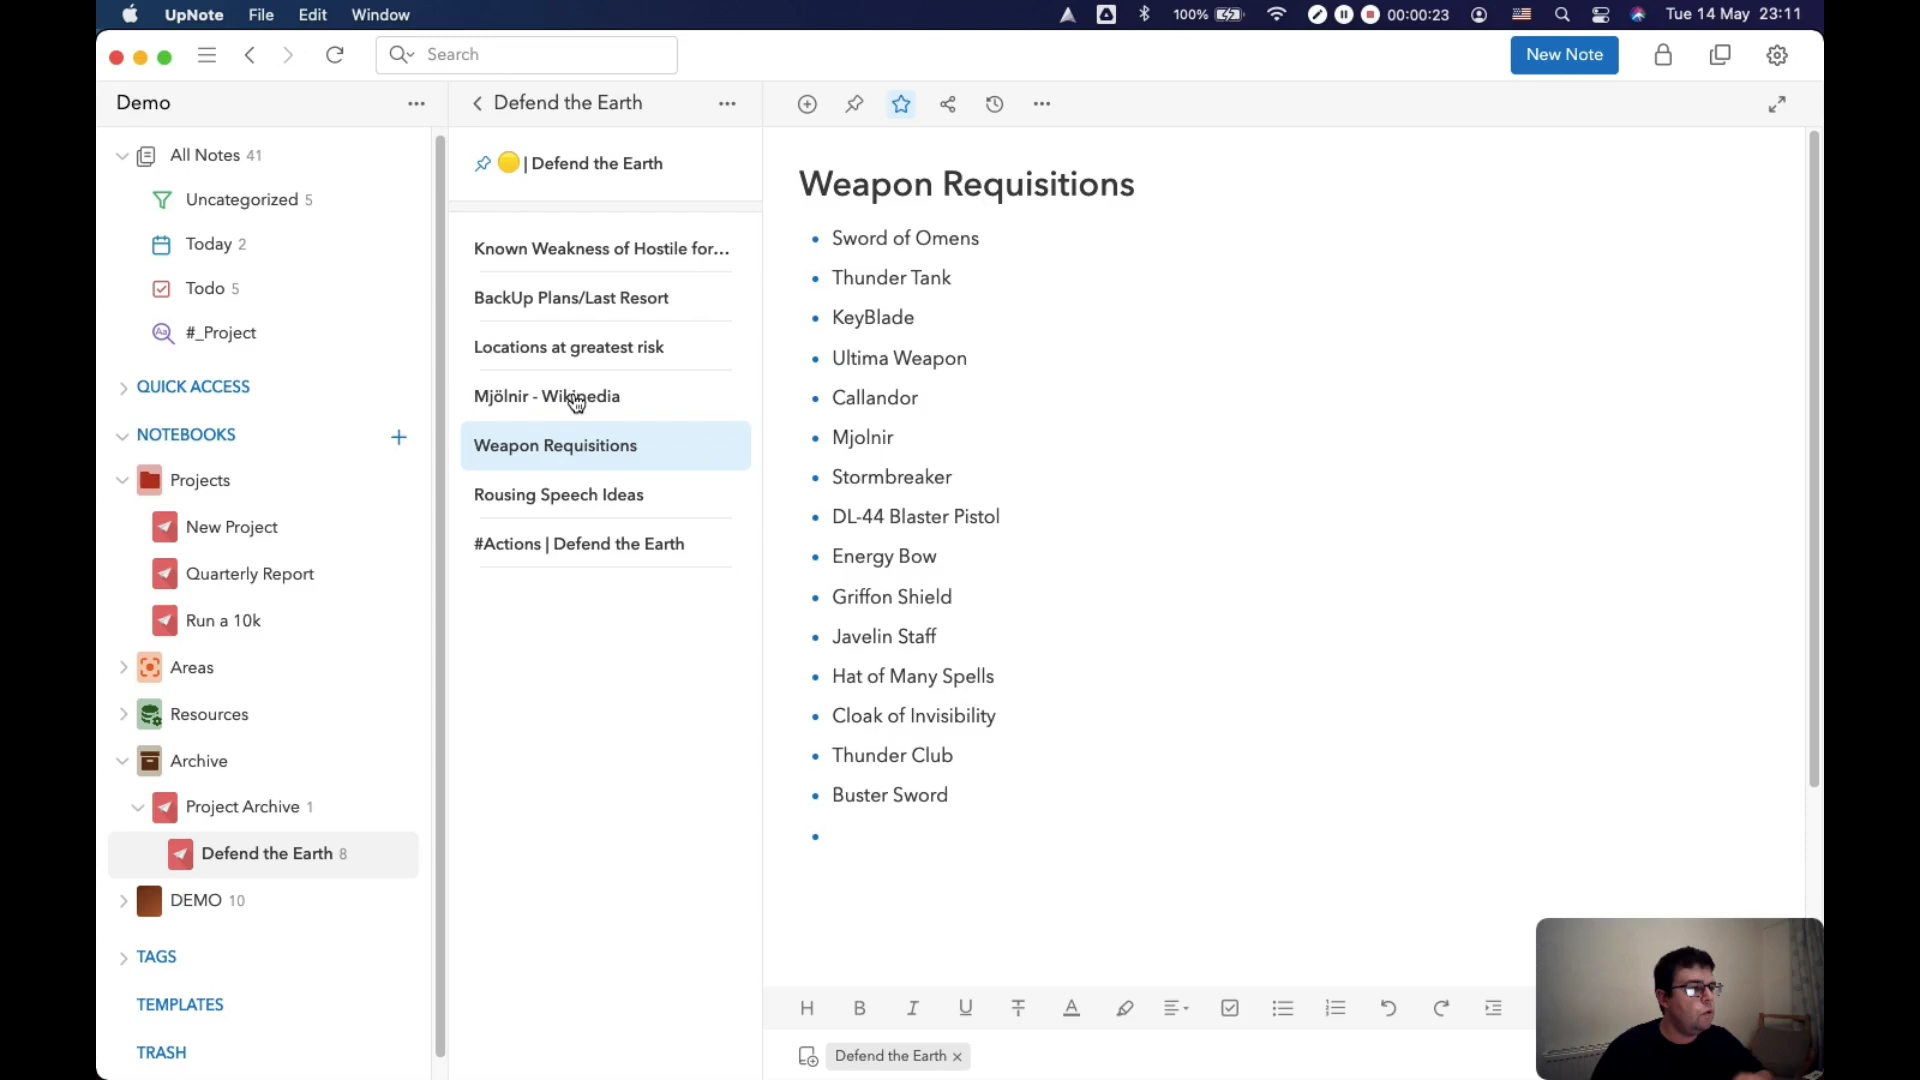 UpNote File Edit Window 100% 00:00:23 Tue 14 May 23:11
Search New Note
Demo
All Notes 41
Uncategorized 5
Today 2
Todo 5
#_Project
QUICK ACCESS
NOTEBOOKS
Projects
New Project
Quarterly Report
Run a 10k
Areas
Resources
Archive
Project Archive 1
Defend the Earth 8
DEMO 10
TAGS
TEMPLATES
TRASH
Defend the Earth
| Defend the Earth
Known Weakness of Hostile for...
BackUp Plans/Last Resort
Locations at greatest risk
Mjölnir - Wikipedia
Weapon Requisitions
Rousing Speech Ideas
#Actions | Defend the Earth
Weapon Requisitions
• Sword of Omens
• Thunder Tank
• KeyBlade
• Ultima Weapon
• Callandor
• Mjolnir
• Stormbreaker
• DL-44 Blaster Pistol
• Energy Bow
• Griffon Shield
• Javelin Staff
• Hat of Many Spells
• Cloak of Invisibility
• Thunder Club
• Buster Sword
H B I U T A
Defend the Earth ×